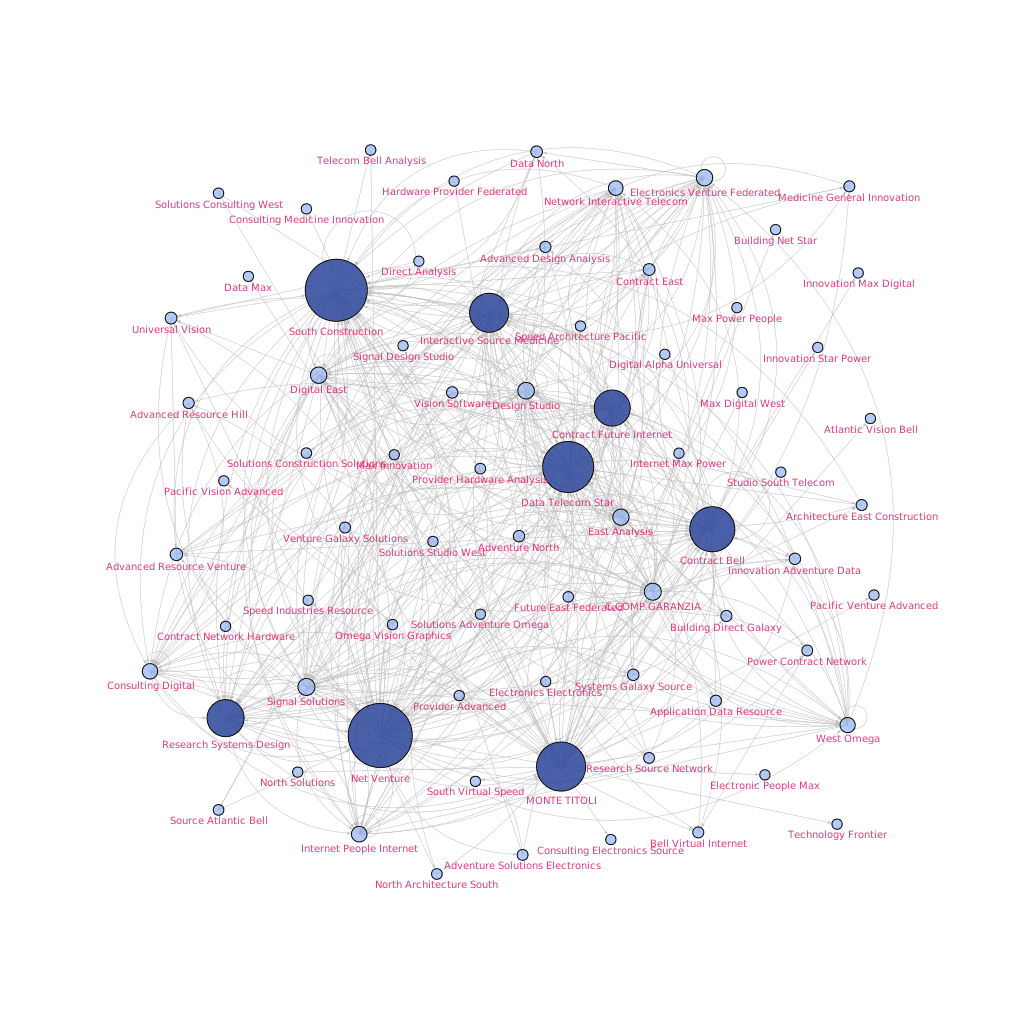 Telecom Bell Analysis
Data North
Hardware Provider Federated
Electronics Venture Federated
Medicine General Innovation
Network Interactive Telecom
Solutions Consulting West
Consulting Medicine Innovation
Building Net Star
Direct Analysis
Advanced Design Analysis
Contract East
Innovation Max Digital
Data Max
Max Power People
Universal Vision
South Construction
Interactive Source Medicine
Speed Architecture Pacific
Signal Design Studio
Digital Alpha Universal
Innovation Star Power
Digital East
Vision Software
Design Studio
Max Digital West
Advanced Resource Hill
Contract Future Internet
Atlantic Vision Bell
Solutions Construction Solutions
Max Innovation
Internet Max Power
Provider Hardware Analysis
Studio South Telecom
Pacific Vision Advanced
Data Telecom Star
Architecture East Construction
East Analysis
Venture Galaxy Solutions
Solutions Studio West
Adventure North
Contract Bell
Advanced Resource Venture
Innovation Adventure Data
Speed Industries Resource
Future East Federated
C.COMP.GARANZIA
Pacific Venture Advanced
Contract Network Hardware
Omega Vision Graphics
Solutions Adventure Omega
Building Direct Galaxy
Power Contract Network
Consulting Digital
Signal Solutions
Provider Advanced
Electronics Electronics
Systems Galaxy Source
Application Data Resource
West Omega
Research Systems Design
Net Venture
North Solutions
South Virtual Speed
MONTE TITOLI
Research Source Network
Electronic People Max
Source Atlantic Bell
Internet People Internet
Consulting Electronics Source
Bell Virtual Internet
Technology Frontier
Adventure Solutions Electronics
North Architecture South